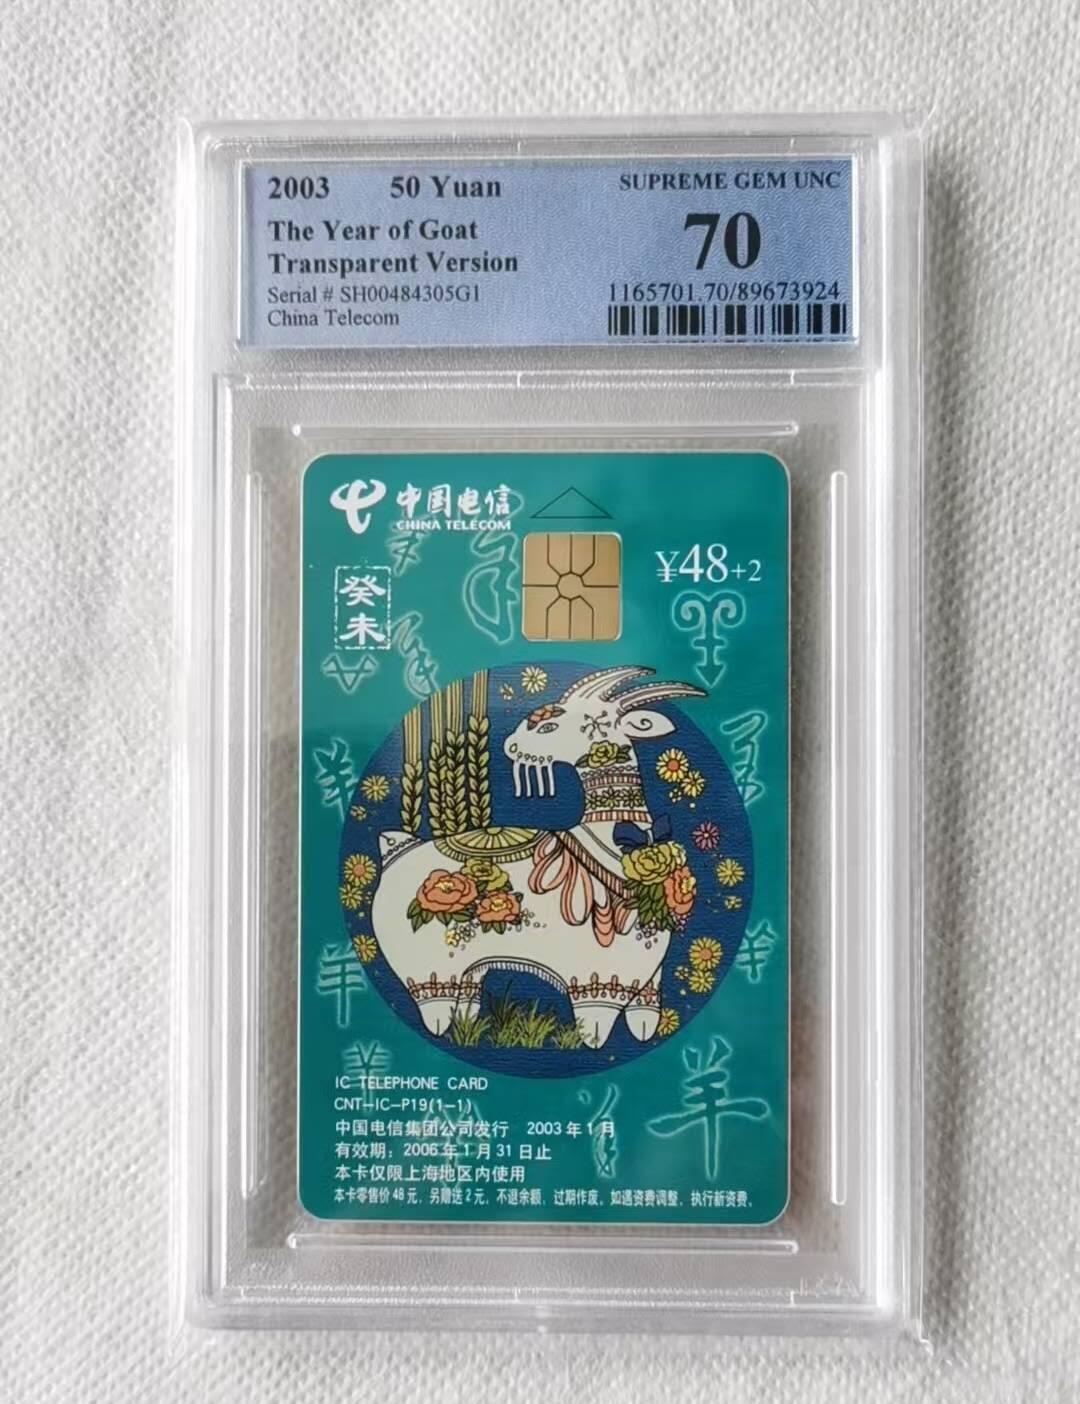 2003 50 Yuan
SUPREME GEM UNC
The Year of Goat
70
Transparent Version
Serial # SH00484305G1
1165701.70/89673924
China Telecom
中国电信
CHINA TELECOM
¥48+2
癸未
羊
羊
羊
羊
羊
IC TELEPHONE CARD
CNT-IC-P19(1-1)
中国电信集团公司发行 2003年1月
有效期：2006年1月31日止
本卡仅限上海地区内使用
本卡零售价48元，另赠送2元，不退余额，过期作废，如遇资费调整，执行新资费。